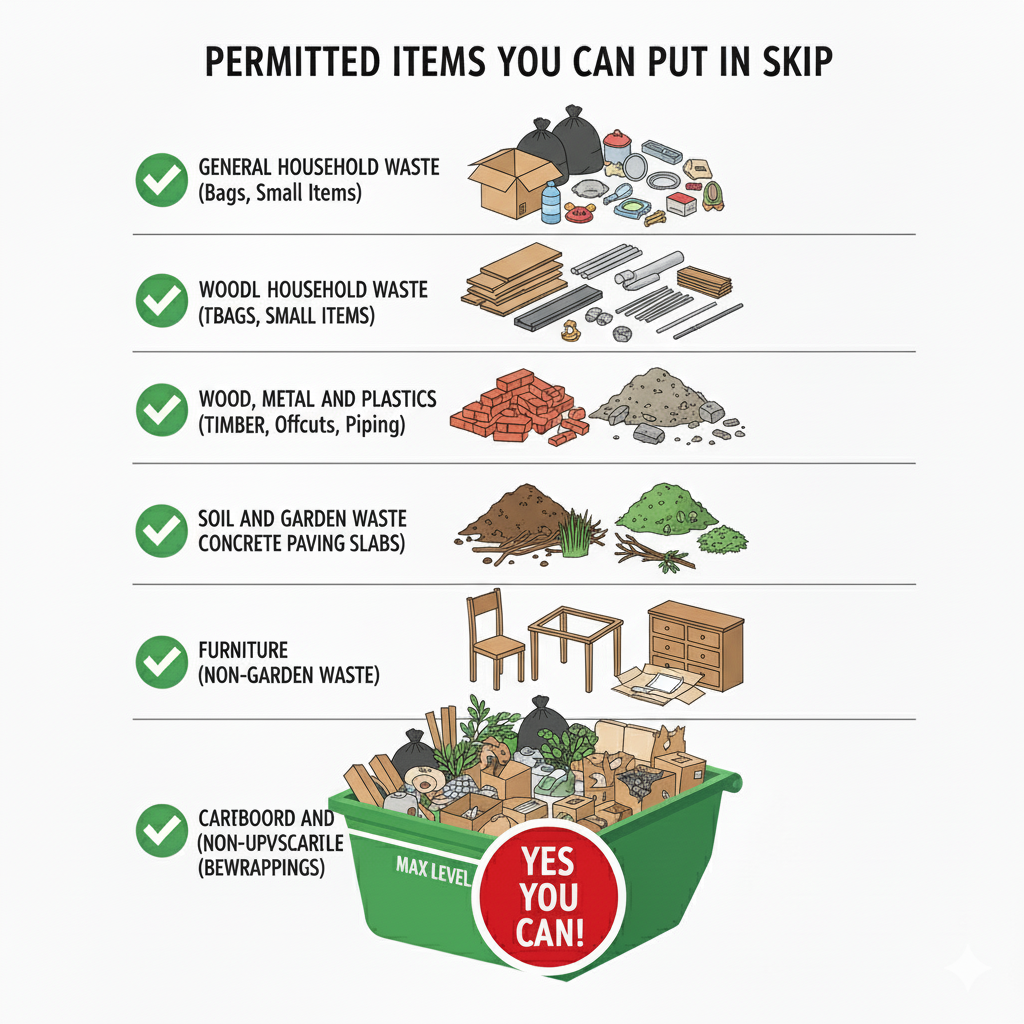 PERMITTED ITEMS YOU CAN PUT IN SKIP
GENERAL HOUSEHOLD WASTE
(Bags, Small Items)
WOODL HOUSEHOLD WASTE
(TBAGS, SMALL ITEMS)
WOOD, METAL AND PLASTICS
(TIMBER, Offcuts, Piping)
SOIL AND GARDEN WASTE
CONCRETE PAVING SLABS)
FURNITURE
(NON-GARDEN WASTE)
CARTBOORD AND
(NON-UPVSCARTLE
(BEWRAPPINGS)
MAX LEVEL
YES
YOU
CAN!